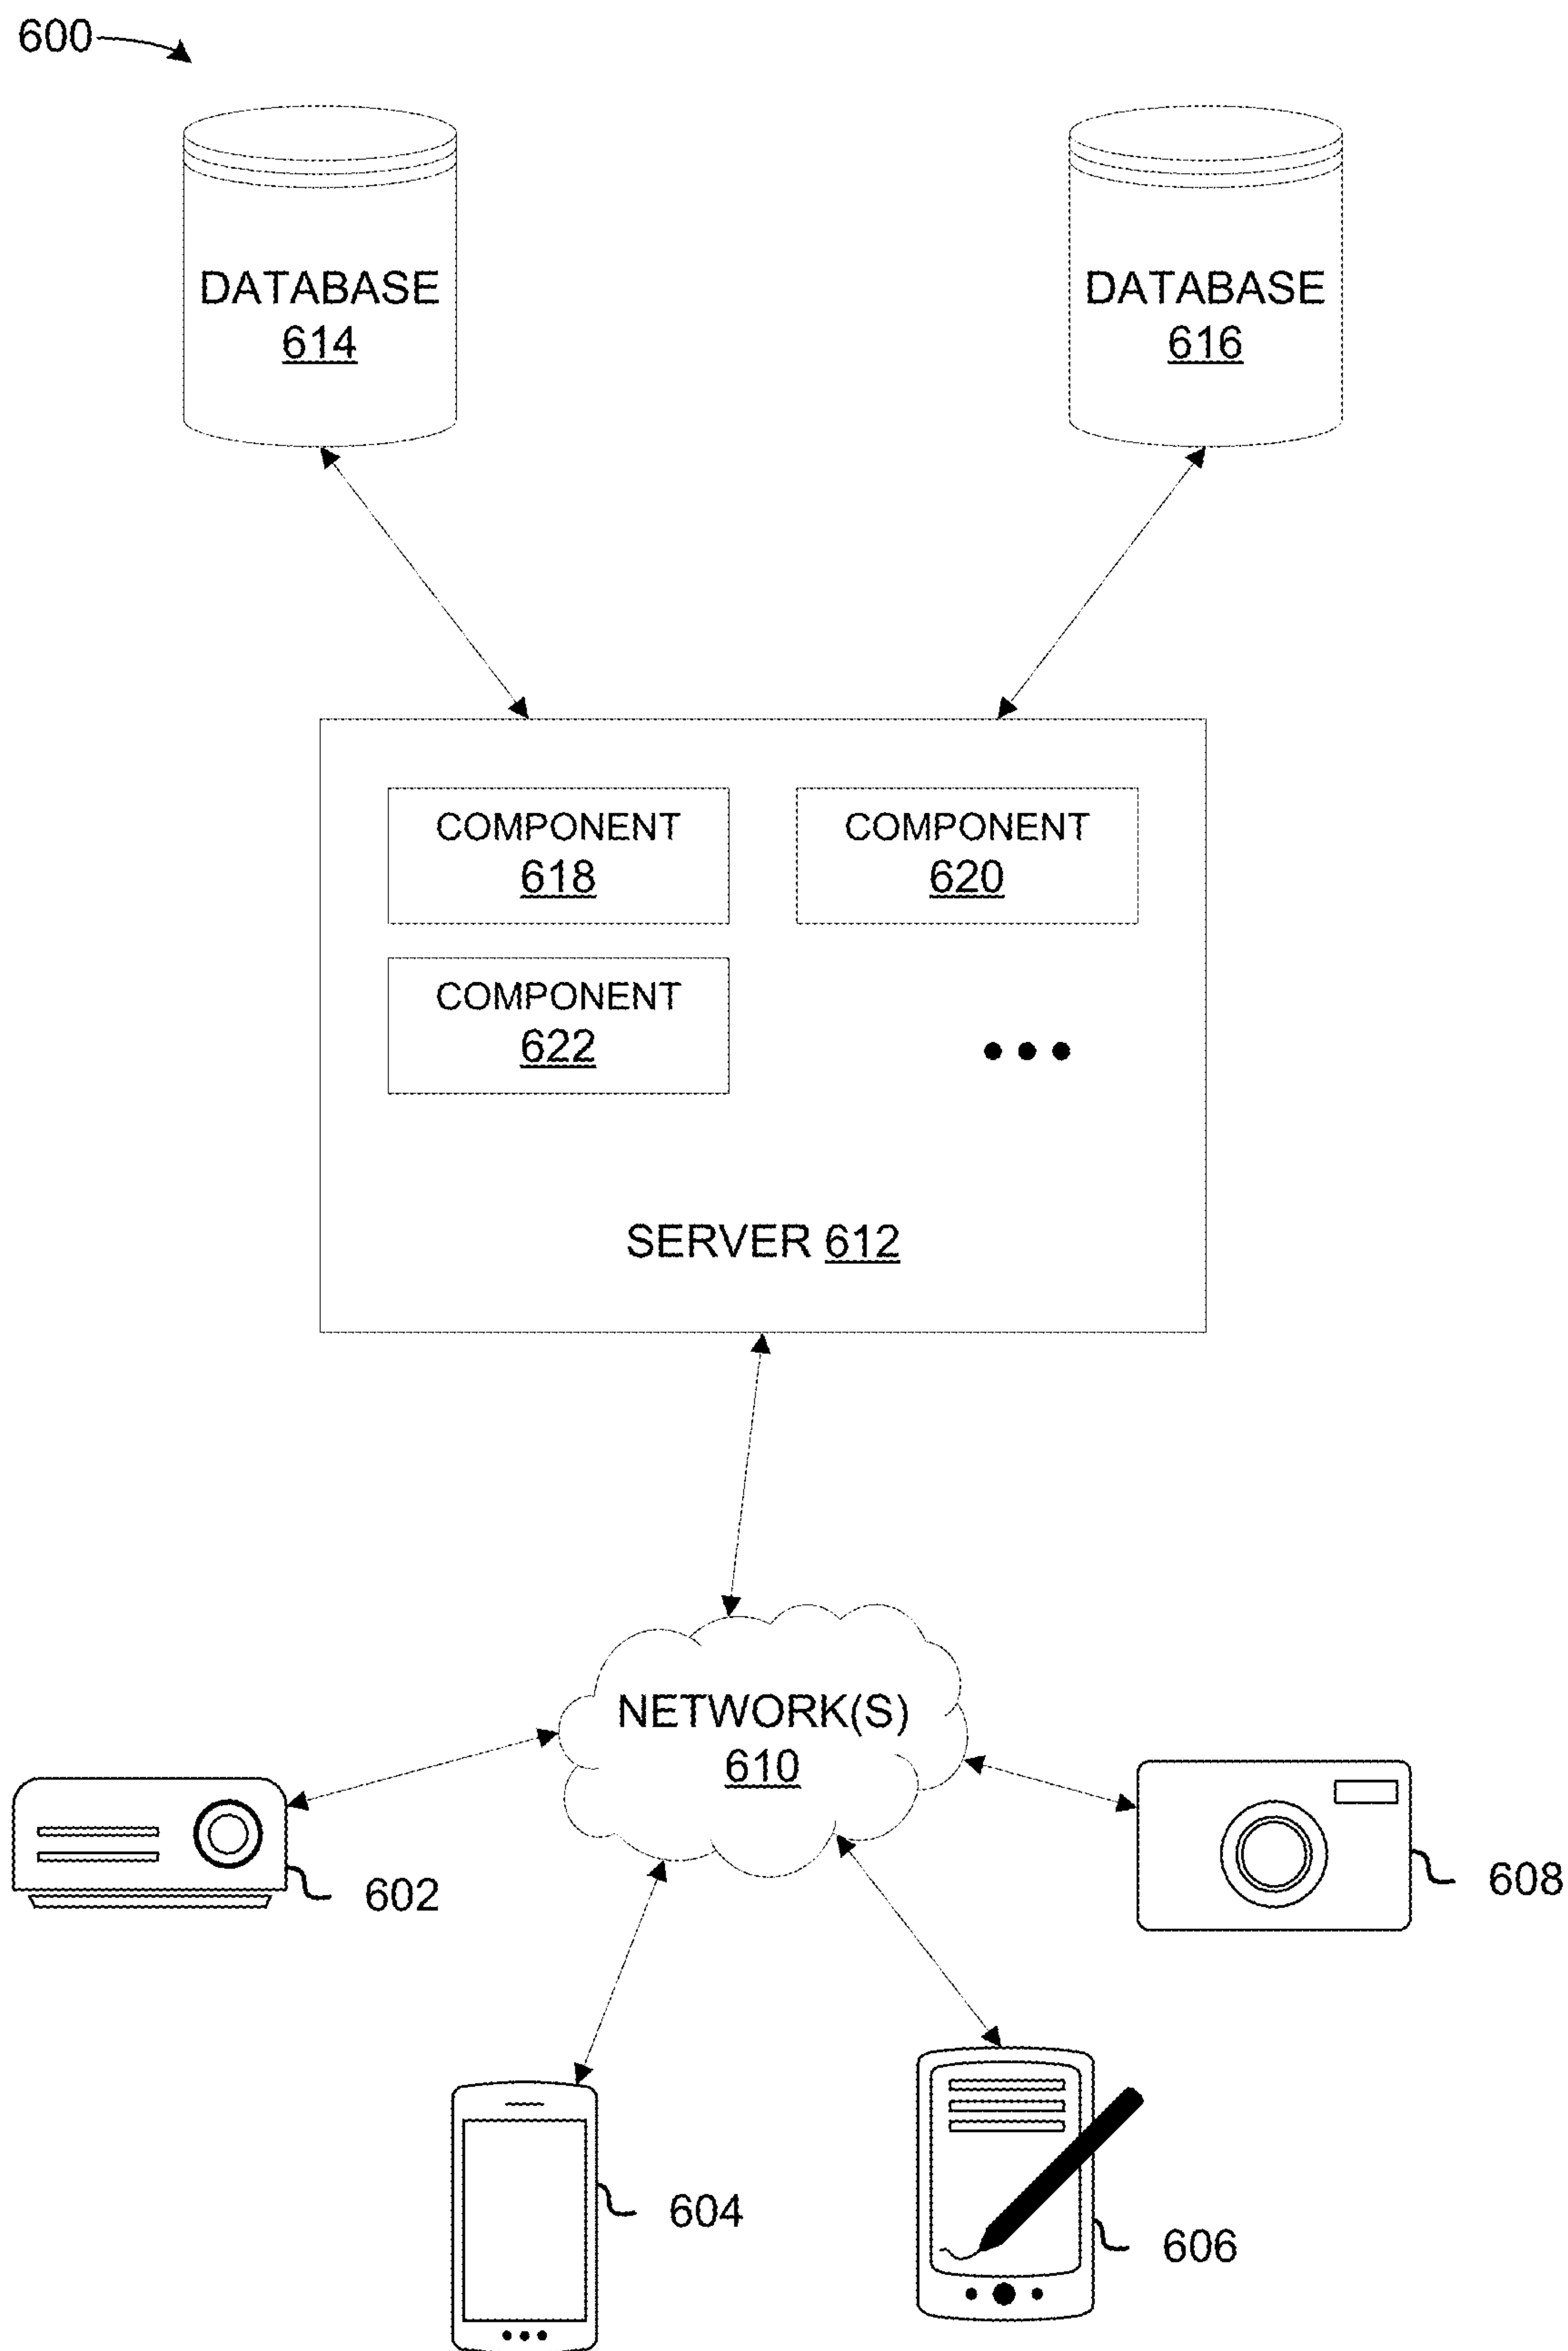 600
DATABASE
614
DATABASE
616
COMPONENT
618
COMPONENT
620
COMPONENT
622
SERVER 612
NETWORK(S)
610
602
608
604
606